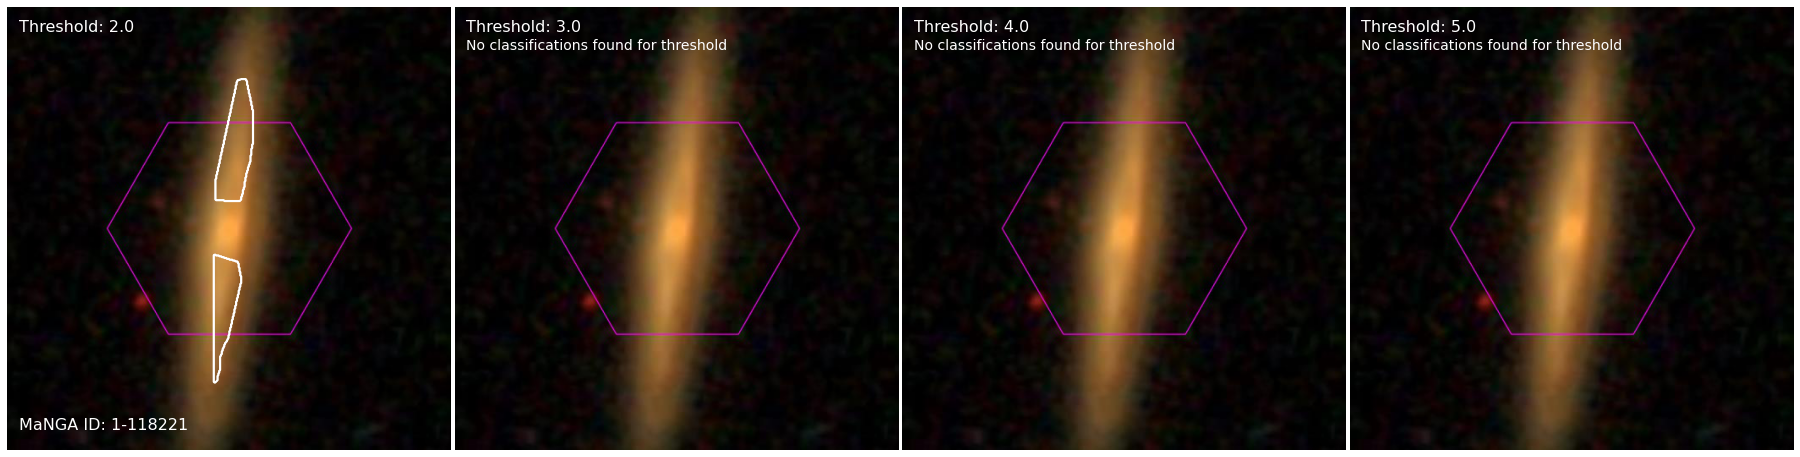 Threshold: 2.0
MaNGA ID: 1-118221
Threshold: 3.0
No classifications found for threshold
Threshold: 4.0
No classifications found for threshold
Threshold: 5.0
No classifications found for threshold